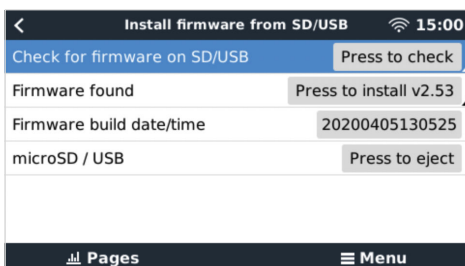 Install firmware from SD/USB 15:00
Check for firmware on SD/USB Press to check
Firmware found Press to install v2.53
Firmware build date/time 20200405130525
microSD / USB Press to eject
Pages Menu